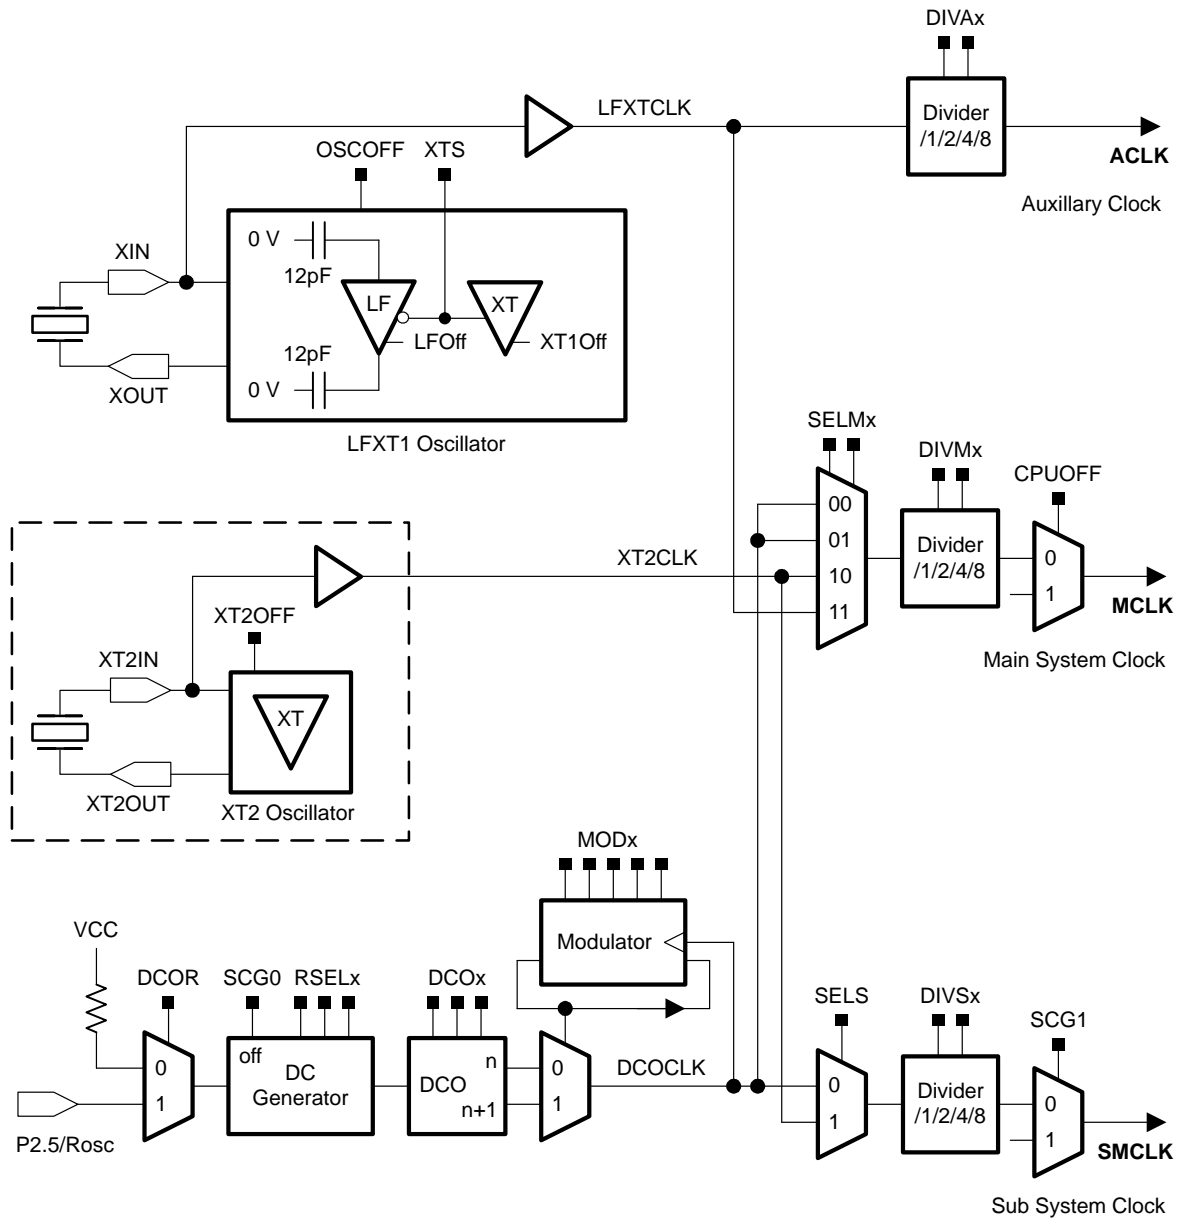 DIVAx
LFXTCLK
Divider
/1/2/4/8
ACLK
Auxillary Clock
OSCOFF
XTS
XIN
0 V
12pF
LF
XT
LFOff
XT1Off
12pF
0 V
XOUT
LFXT1 Oscillator
SELMx
DIVMx
CPUOFF
00
01
10
11
Divider
/1/2/4/8
0
1
MCLK
Main System Clock
XT2CLK
XT2OFF
XT2IN
XT
XT2OUT
XT2 Oscillator
MODx
Modulator
VCC
DCOR
SCG0
RSELx
DCOx
0
1
off
DC
Generator
DCO
n
n+1
0
1
DCOCLK
P2.5/Rosc
SELS
DIVSx
SCG1
0
1
Divider
/1/2/4/8
0
1
SMCLK
Sub System Clock